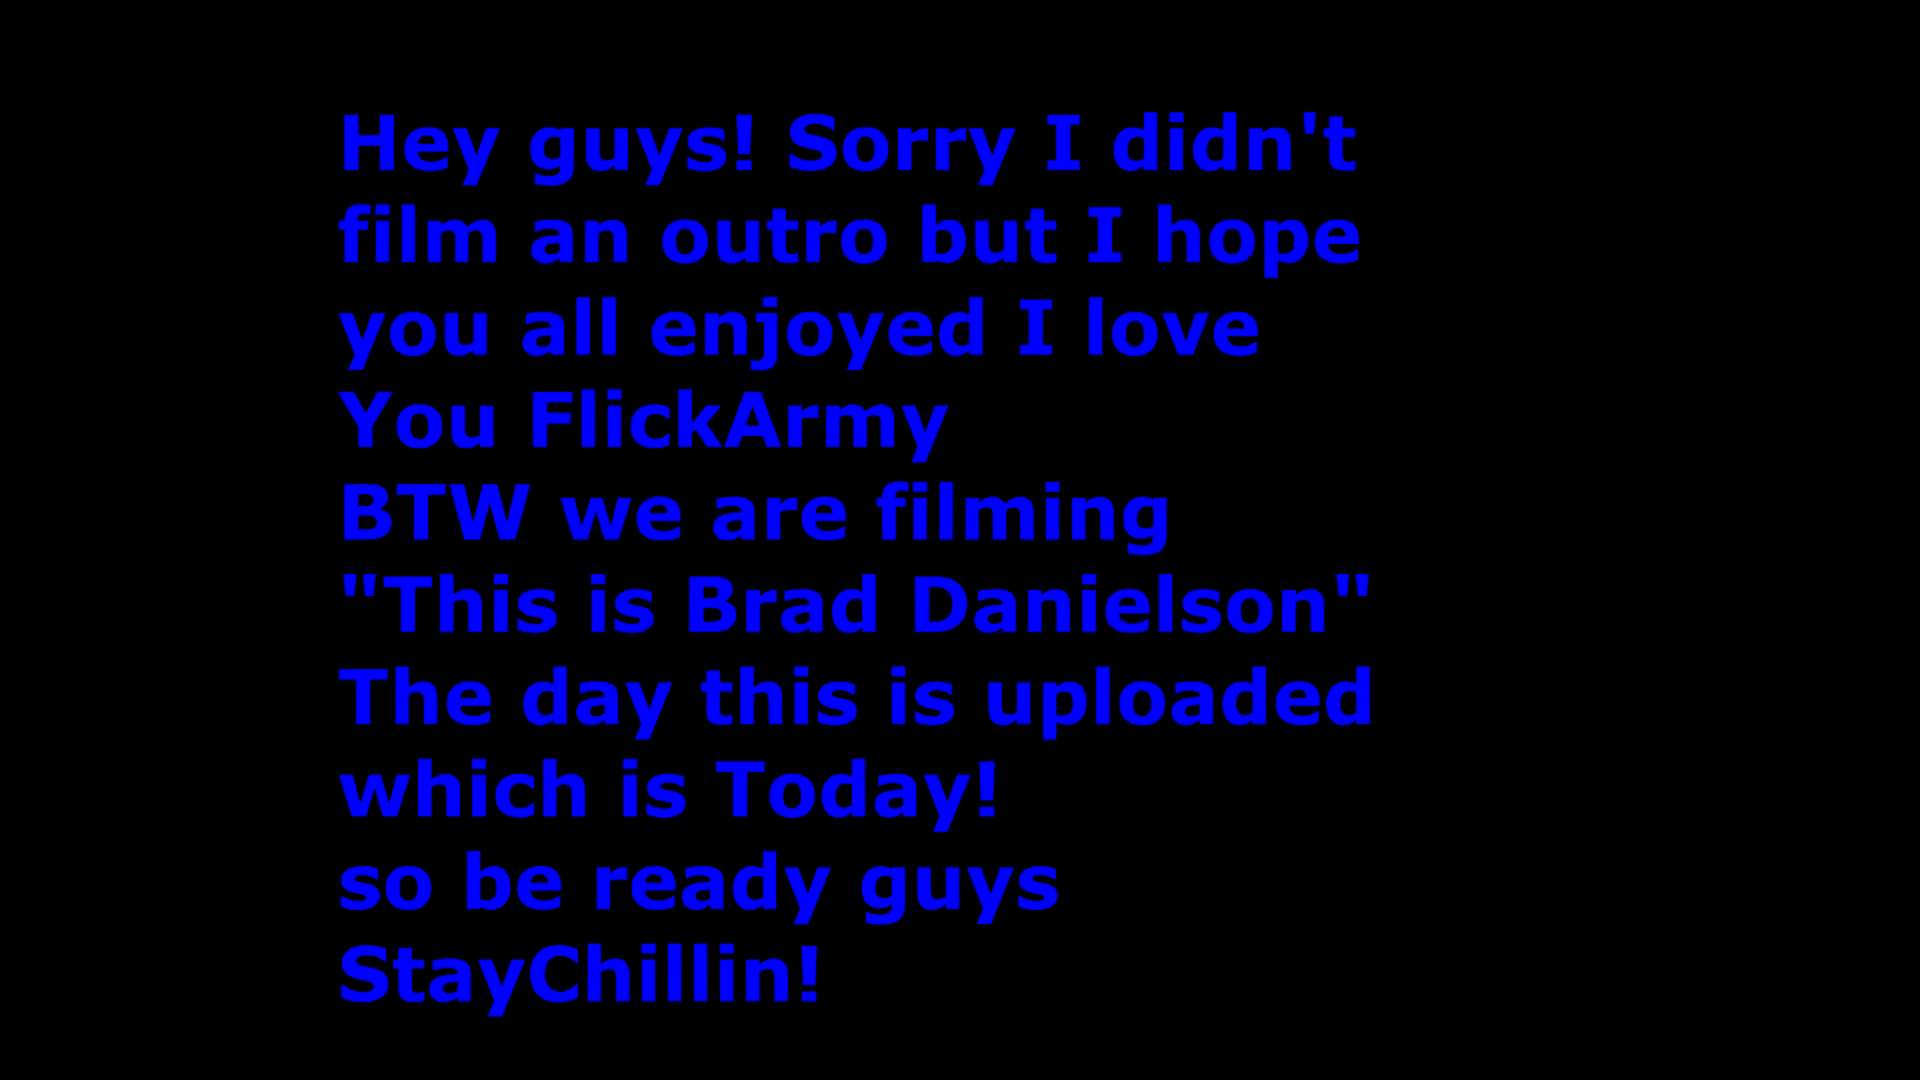 Hey guys! Sorry I didn't
film an outro but I hope
you all enjoyed I love
You FlickArmy
BTW we are filming
"This is Brad Danielson"
The day this is uploaded
which is Today!
so be ready guys
StayChillin!